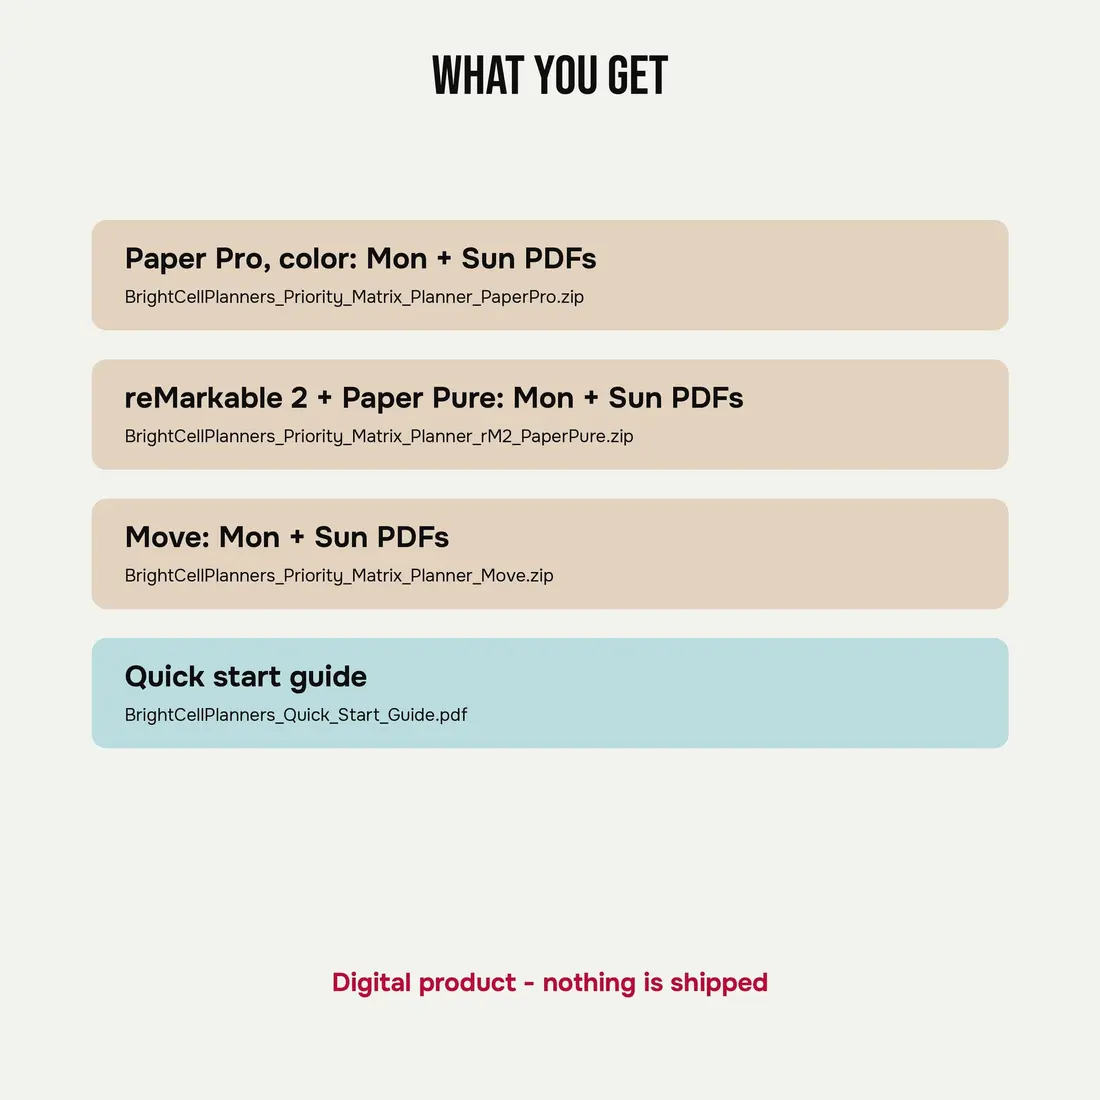 WHAT YOU GET
Paper Pro, color: Mon + Sun PDFs
BrightCellPlanners_Priority_Matrix_Planner_PaperPro.zip
reMarkable 2 + Paper Pure: Mon + Sun PDFs
BrightCellPlanners_Priority_Matrix_Planner_rM2_PaperPure.zip
Move: Mon + Sun PDFs
BrightCellPlanners_Priority_Matrix_Planner_Move.zip
Quick start guide
BrightCellPlanners_Quick_Start_Guide.pdf
Digital product - nothing is shipped